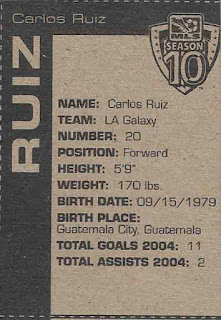 Carlos Ruiz
RUIZ
MLS
SEASON
10
NAME: Carlos Ruiz
TEAM: LA Galaxy
NUMBER: 20
POSITION: Forward
HEIGHT: 5'9"
WEIGHT: 170 lbs.
BIRTH DATE: 09/15/1979
BIRTH PLACE:
Guatemala City, Guatemala
TOTAL GOALS 2004: 11
TOTAL ASSISTS 2004: 2